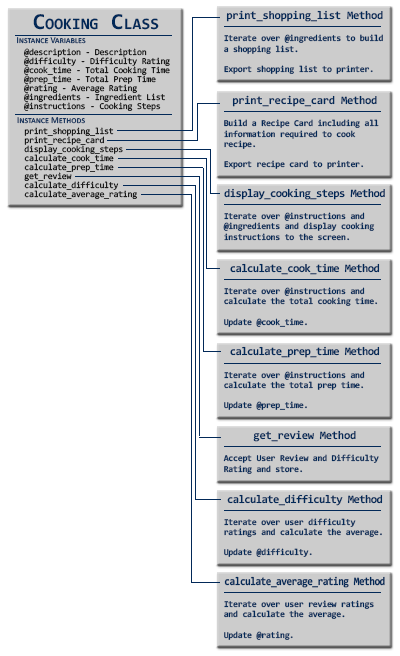 Cooking Class
Instance Variables
@description - Description
@difficulty - Difficulty Rating
@cook_time - Total Cooking Time
@prep_time - Total Prep Time
@rating - Average Rating
@ingredients - Ingredient List
@instructions - Cooking Steps
Instance Methods
print_shopping_list
print_recipe_card
display_cooking_steps
calculate_cook_time
calculate_prep_time
get_review
calculate_difficulty
calculate_average_rating
print_shopping_list Method
Iterate over @ingredients to build
a shopping list.
Export shopping list to printer.
print_recipe_card Method
Build a Recipe Card including all
information required to cook
recipe.
Export recipe card to printer.
display_cooking_steps Method
Iterate over @instructions and
@ingredients and display cooking
instructions to the screen.
calculate_cook_time Method
Iterate over @instructions and
calculate the total cooking time.
Update @cook_time.
calculate_prep_time Method
Iterate over @instructions and
calculate the total prep time.
Update @prep_time.
get_review Method
Accept User Review and Difficulty
Rating and store.
calculate_difficulty Method
Iterate over user difficulty
ratings and calculate the average.
Update @difficulty.
calculate_average_rating Method
Iterate over user review ratings
and calculate the average.
Update @rating.